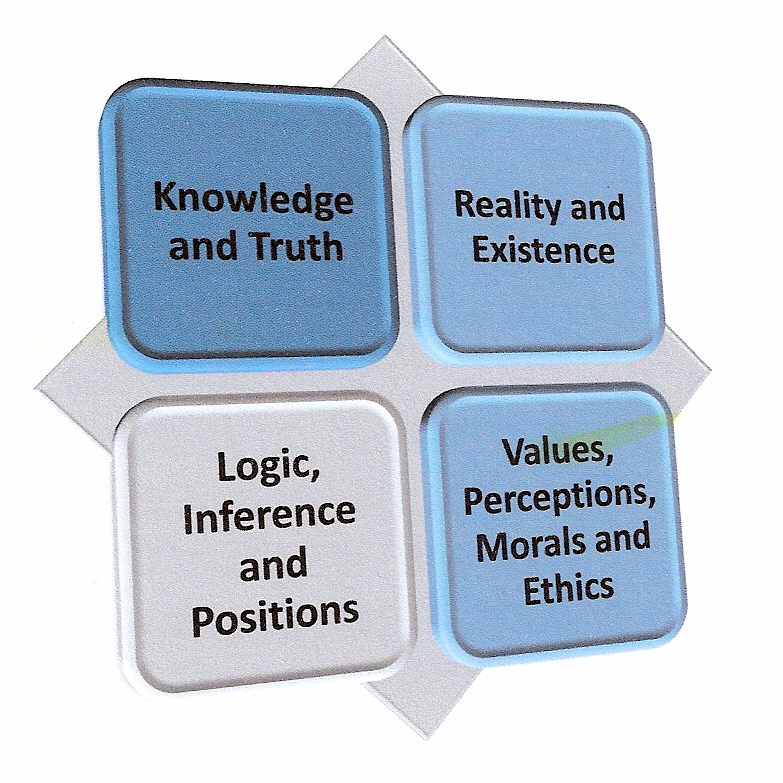 Knowledge
and Truth
Reality and
Existence
Logic,
Inference
and
Positions
Values,
Perceptions,
Morals and
Ethics